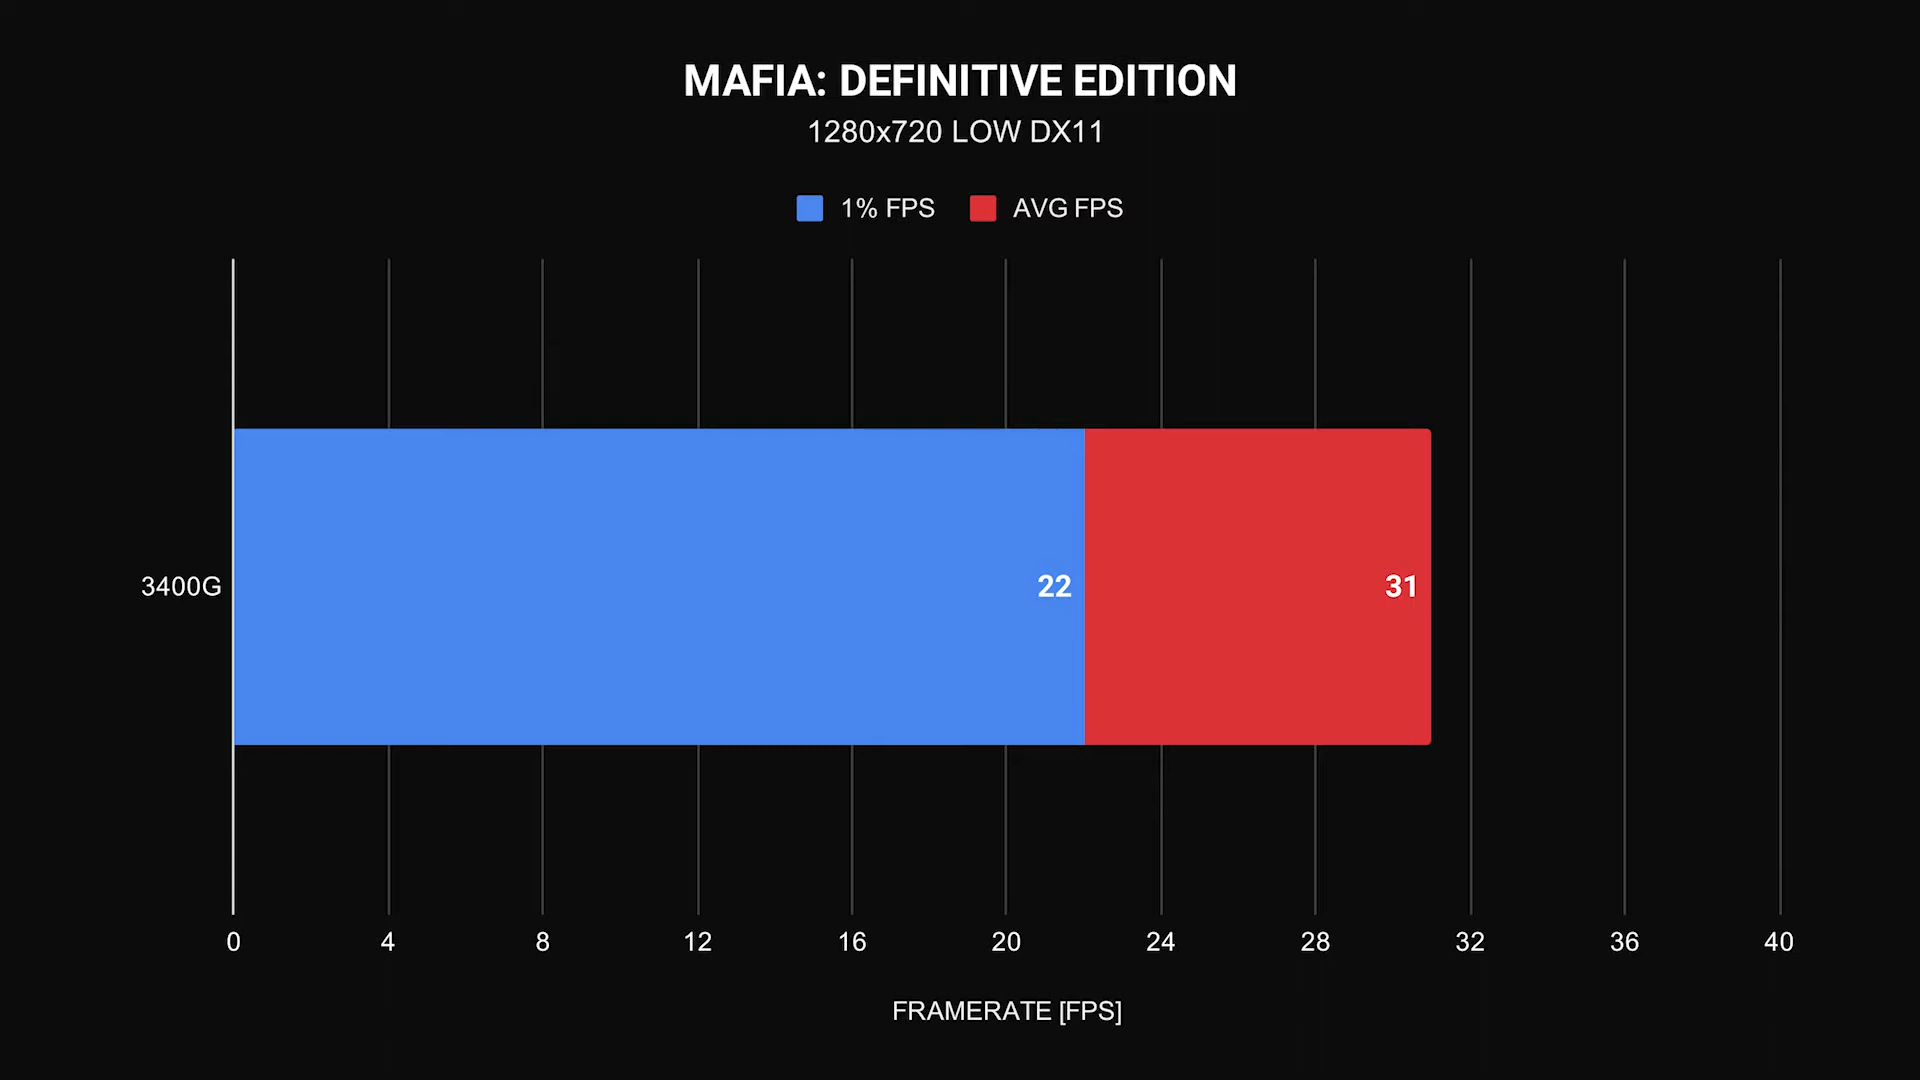 MAFIA: DEFINITIVE EDITION
1280x720 LOW DX11
1% FPS AVG FPS
3400G 22 31
0 4 8 12 16 20 24 28 32 36 40
FRAMERATE [FPS]